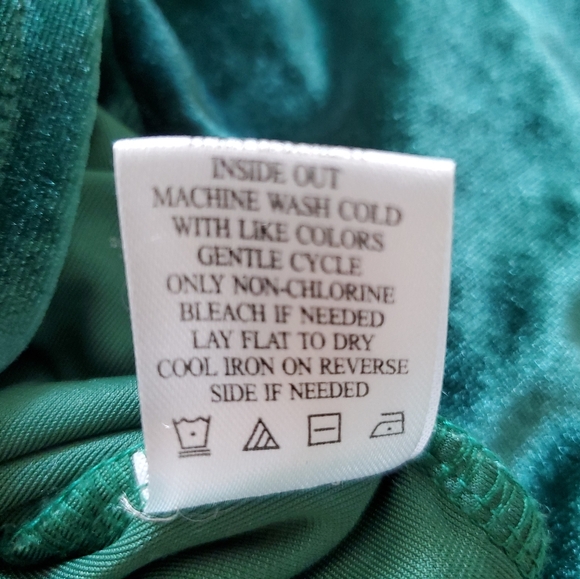 INSIDE OUT
MACHINE WASH COLD
WITH LIKE COLORS
GENTLE CYCLE
ONLY NON-CHLORINE
BLEACH IF NEEDED
LAY FLAT TO DRY
COOL IRON ON REVERSE
SIDE IF NEEDED